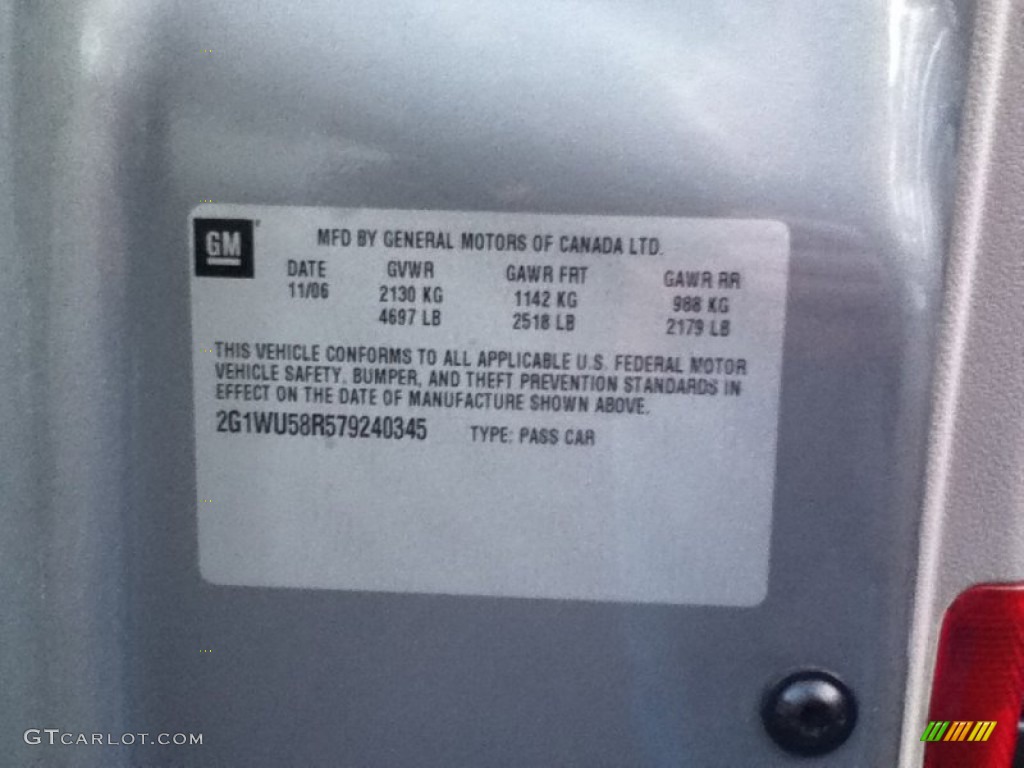 GM
MFD BY GENERAL MOTORS OF CANADA LTD.
DATE GVWR GAWR FRT GAWR RR
11/06 2130 KG 1142 KG 988 KG
4697 LB 2518 LB 2179 LB
THIS VEHICLE CONFORMS TO ALL APPLICABLE U.S. FEDERAL MOTOR
VEHICLE SAFETY, BUMPER, AND THEFT PREVENTION STANDARDS IN
EFFECT ON THE DATE OF MANUFACTURE SHOWN ABOVE.
2G1WU58R579240345 TYPE: PASS CAR
GTCARLOT.COM